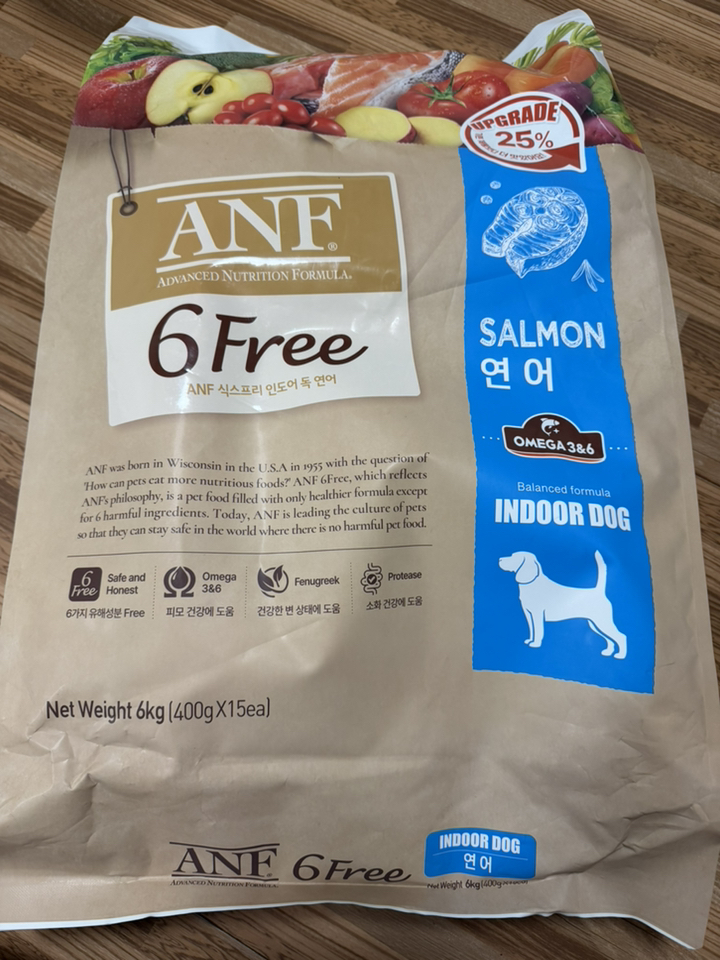 UPGRADE
25%
ANF®
ADVANCED NUTRITION FORMULA.
6 Free
ANF 식스프리 인도어 독 연어
SALMON
연어
OMEGA 3&6
Balanced formula
INDOOR DOG
ANF was born in Wisconsin in the U.S.A in 1955 with the question of
'How can pets eat more nutritious foods?' ANF 6Free, which reflects
ANF's philosophy, is a pet food filled with only healthier formula except
for 6 harmful ingredients. Today, ANF is leading the culture of pets
so that they can stay safe in the world where there is no harmful pet food.
6 Free
Safe and Honest
6가지 유해성분 Free
Omega 3&6
피모 건강에 도움
Fenugreek
건강한 변 상태에 도움
Protease
소화 건강에 도움
Net Weight 6kg (400gX15ea)
ANF®
ADVANCED NUTRITION FORMULA.
6 Free
INDOOR DOG
연어
Net Weight 6kg (400gX15ea)